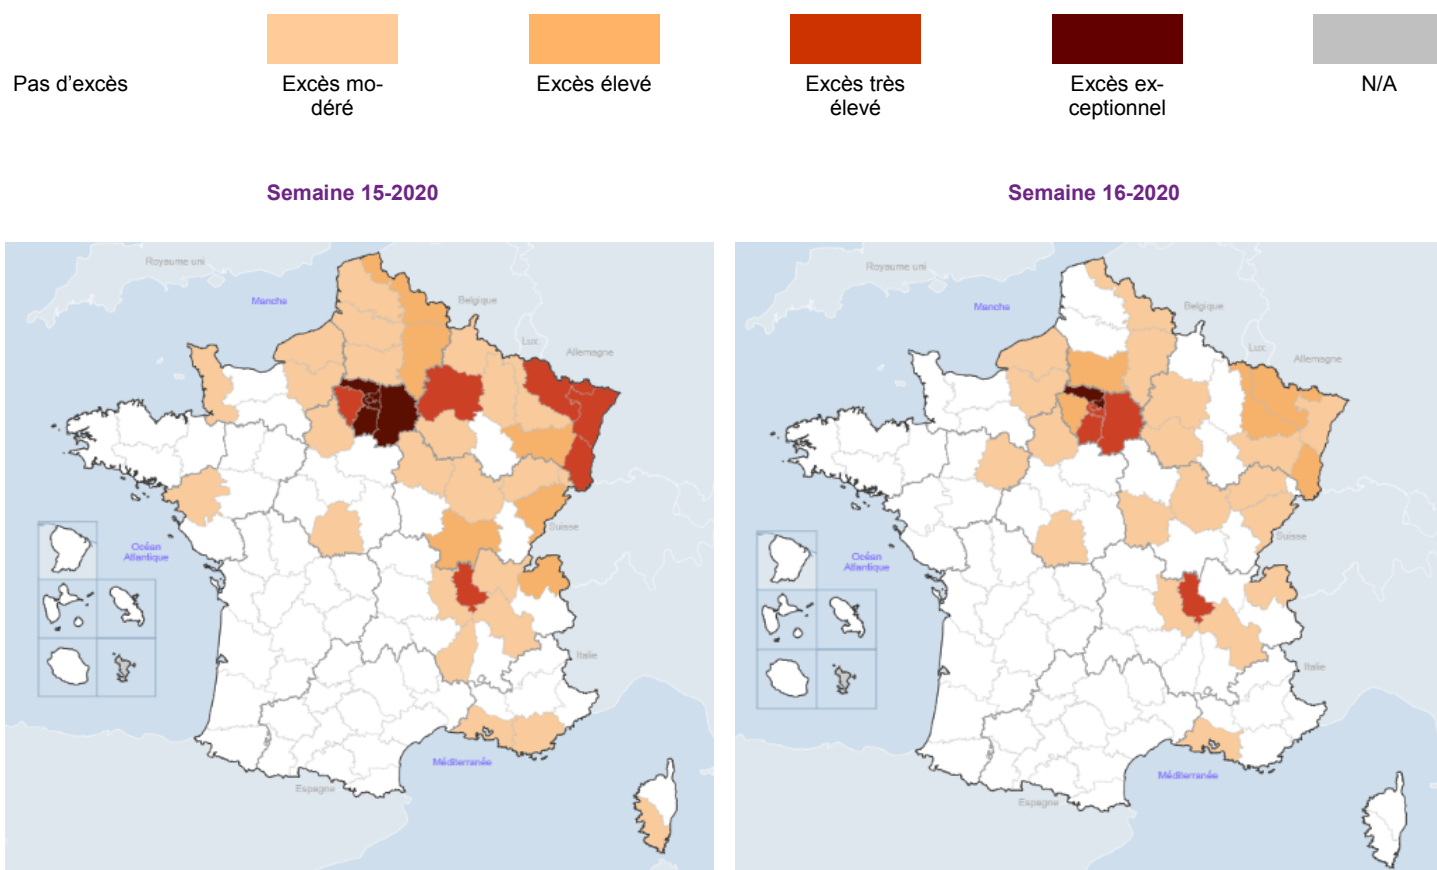 Pas d'excès
Excès mo-
déré
Excès élevé
Excès très
élevé
Excès ex-
ceptionnel
N/A
Semaine 15-2020
Semaine 16-2020
Royaume uni
Manche
Belgique
Lux.
Allemagne
Suisse
Océan
Atlantique
Italie
Méditerranée
Espagne
Royaume uni
Manche
Belgique
Lux.
Allemagne
Suisse
Océan
Atlantique
Italie
Méditerranée
Espagne